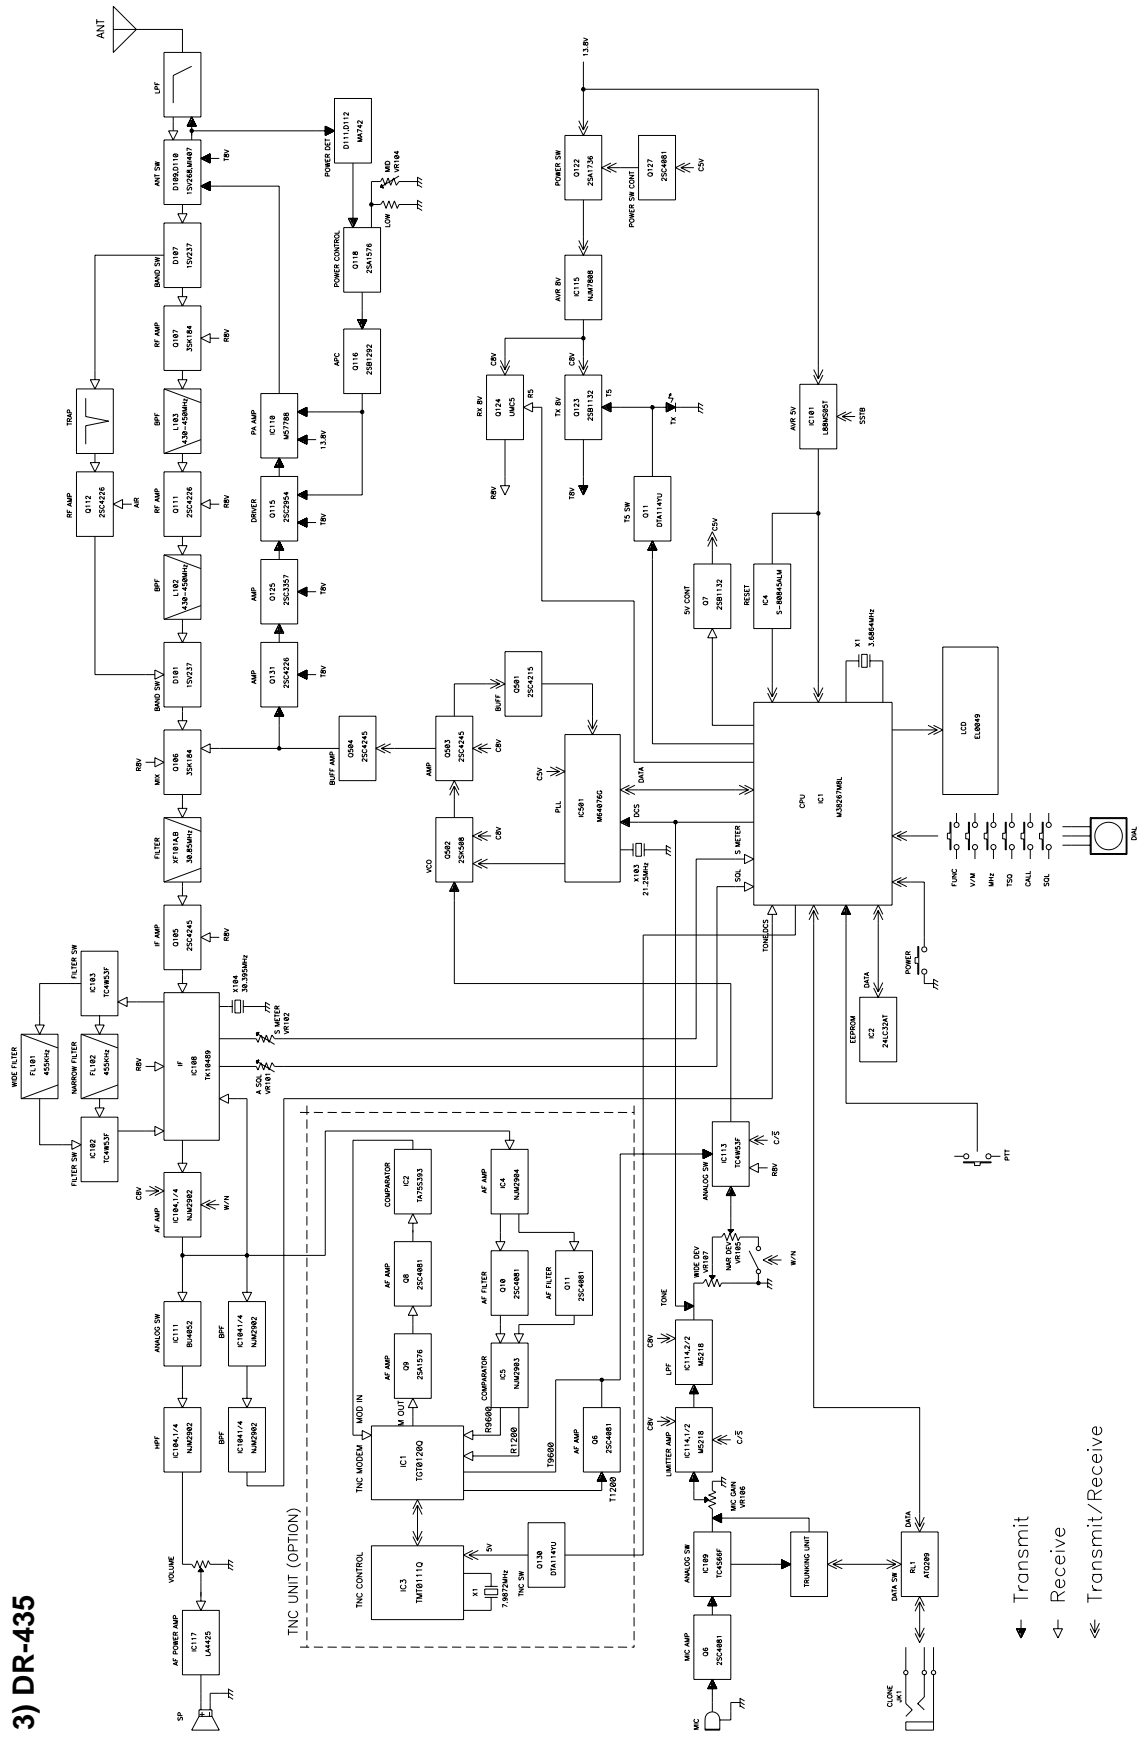 3) DR-435
ANT
LPF
ANT SW
D109,D110
1SV268,MI407
T8V
BAND SW
D107
1SV237
RF AMP
Q107
3SK184
R8V
BPF
L103
430~450MHz
RF AMP
Q111
2SC4226
R8V
BPF
L102
430~450MHz
BAND SW
D101
1SV237
MIX
R8V
Q106
3SK184
FILTER
XF101A,B
30.85MHz
IF AMP
Q105
2SC4245
R8V
TRAP
RF AMP
Q112
2SC4226
AIR
POWER DET
D111,D112
MA742
MID
VR104
LOW
POWER CONTROL
Q118
2SA1576
APC
Q116
2SB1292
PA AMP
IC110
M57788
13.8V
DRIVER
Q115
2SC2954
T8V
AMP
Q125
2SC3357
T8V
AMP
Q131
2SC4226
T8V
BUFF AMP
Q504
2SC4245
AMP
Q503
2SC4245
C8V
BUFF
Q501
2SC4215
VCO
Q502
2SK508
C8V
PLL
IC501
M64076G
C5V
DCS
DATA
X103
21.25MHz
13.8V
POWER SW
Q122
2SA1736
POWER SW CONT
Q127
2SC4081
C5V
AVR 8V
IC115
NJM7808
C8V
C8V
RX 8V
Q124
UMC5
R5
R8V
TX 8V
Q123
2SB1132
T5
T8V
TX
T5 SW
Q11
DTA114YU
5V CONT
Q7
2SB1132
C5V
AVR 5V
IC101
L88MS05T
SSTB
RESET
IC4
S-80845ALM
X1
3.6864MHz
CPU
IC1
M38267M8L
S METER
SQL
TONE,DCS
LCD
EL0049
FUNC
V/M
MHz
TSQ
CALL
SQL
DIAL
POWER
EEPROM
IC2
24LC32AT
DATA
PTT
FILTER SW
IC103
TC4W53F
WIDE FILTER
FL101
455KHz
NARROW FILTER
FL102
455KHz
FILTER SW
IC102
TC4W53F
IF
IC108
TK10489
R8V
X104
30.395MHz
S METER
VR102
A SQL
VR101
AF AMP
C8V
IC104,1/4
NJM2902
W/N
ANALOG SW
IC111
BU4052
BPF
IC1041/4
NJM2902
HPF
IC104,1/4
NJM2902
BPF
IC1041/4
NJM2902
VOLUME
AF POWER AMP
IC117
LA4425
SP
TNC UNIT (OPTION)
COMPARATOR
IC2
TA75S393
AF AMP
Q8
2SC4081
AF AMP
Q9
2SA1576
AF AMP
IC4
NJM2904
AF FILTER
Q10
2SC4081
AF FILTER
Q11
2SC4081
COMPARATOR
IC5
NJM2903
MOD IN
M OUT
R9600
R1200
T9600
T1200
TNC MODEM
IC1
TGT0120Q
AF AMP
Q6
2SC4081
TNC CONTROL
IC3
TMT0111Q
5V
X1
7.9872MHz
TNC SW
Q130
DTA114YU
ANALOG SW
IC113
TC4W53F
C/S
R8V
WIDE DEV
VR107
NAR DEV
VR105
W/N
TONE
LPF
C8V
IC114,2/2
M5218
LIMITTER AMP
C8V
IC114,1/2
M5218
C/S
MIC GAIN
VR106
ANALOG SW
IC109
TC4S66F
MIC AMP
Q6
2SC4081
MIC
TRUNKING UNIT
DATA SW
RL1
ATQ209
DATA
CLONE
JK1
Transmit
Receive
Transmit/Receive